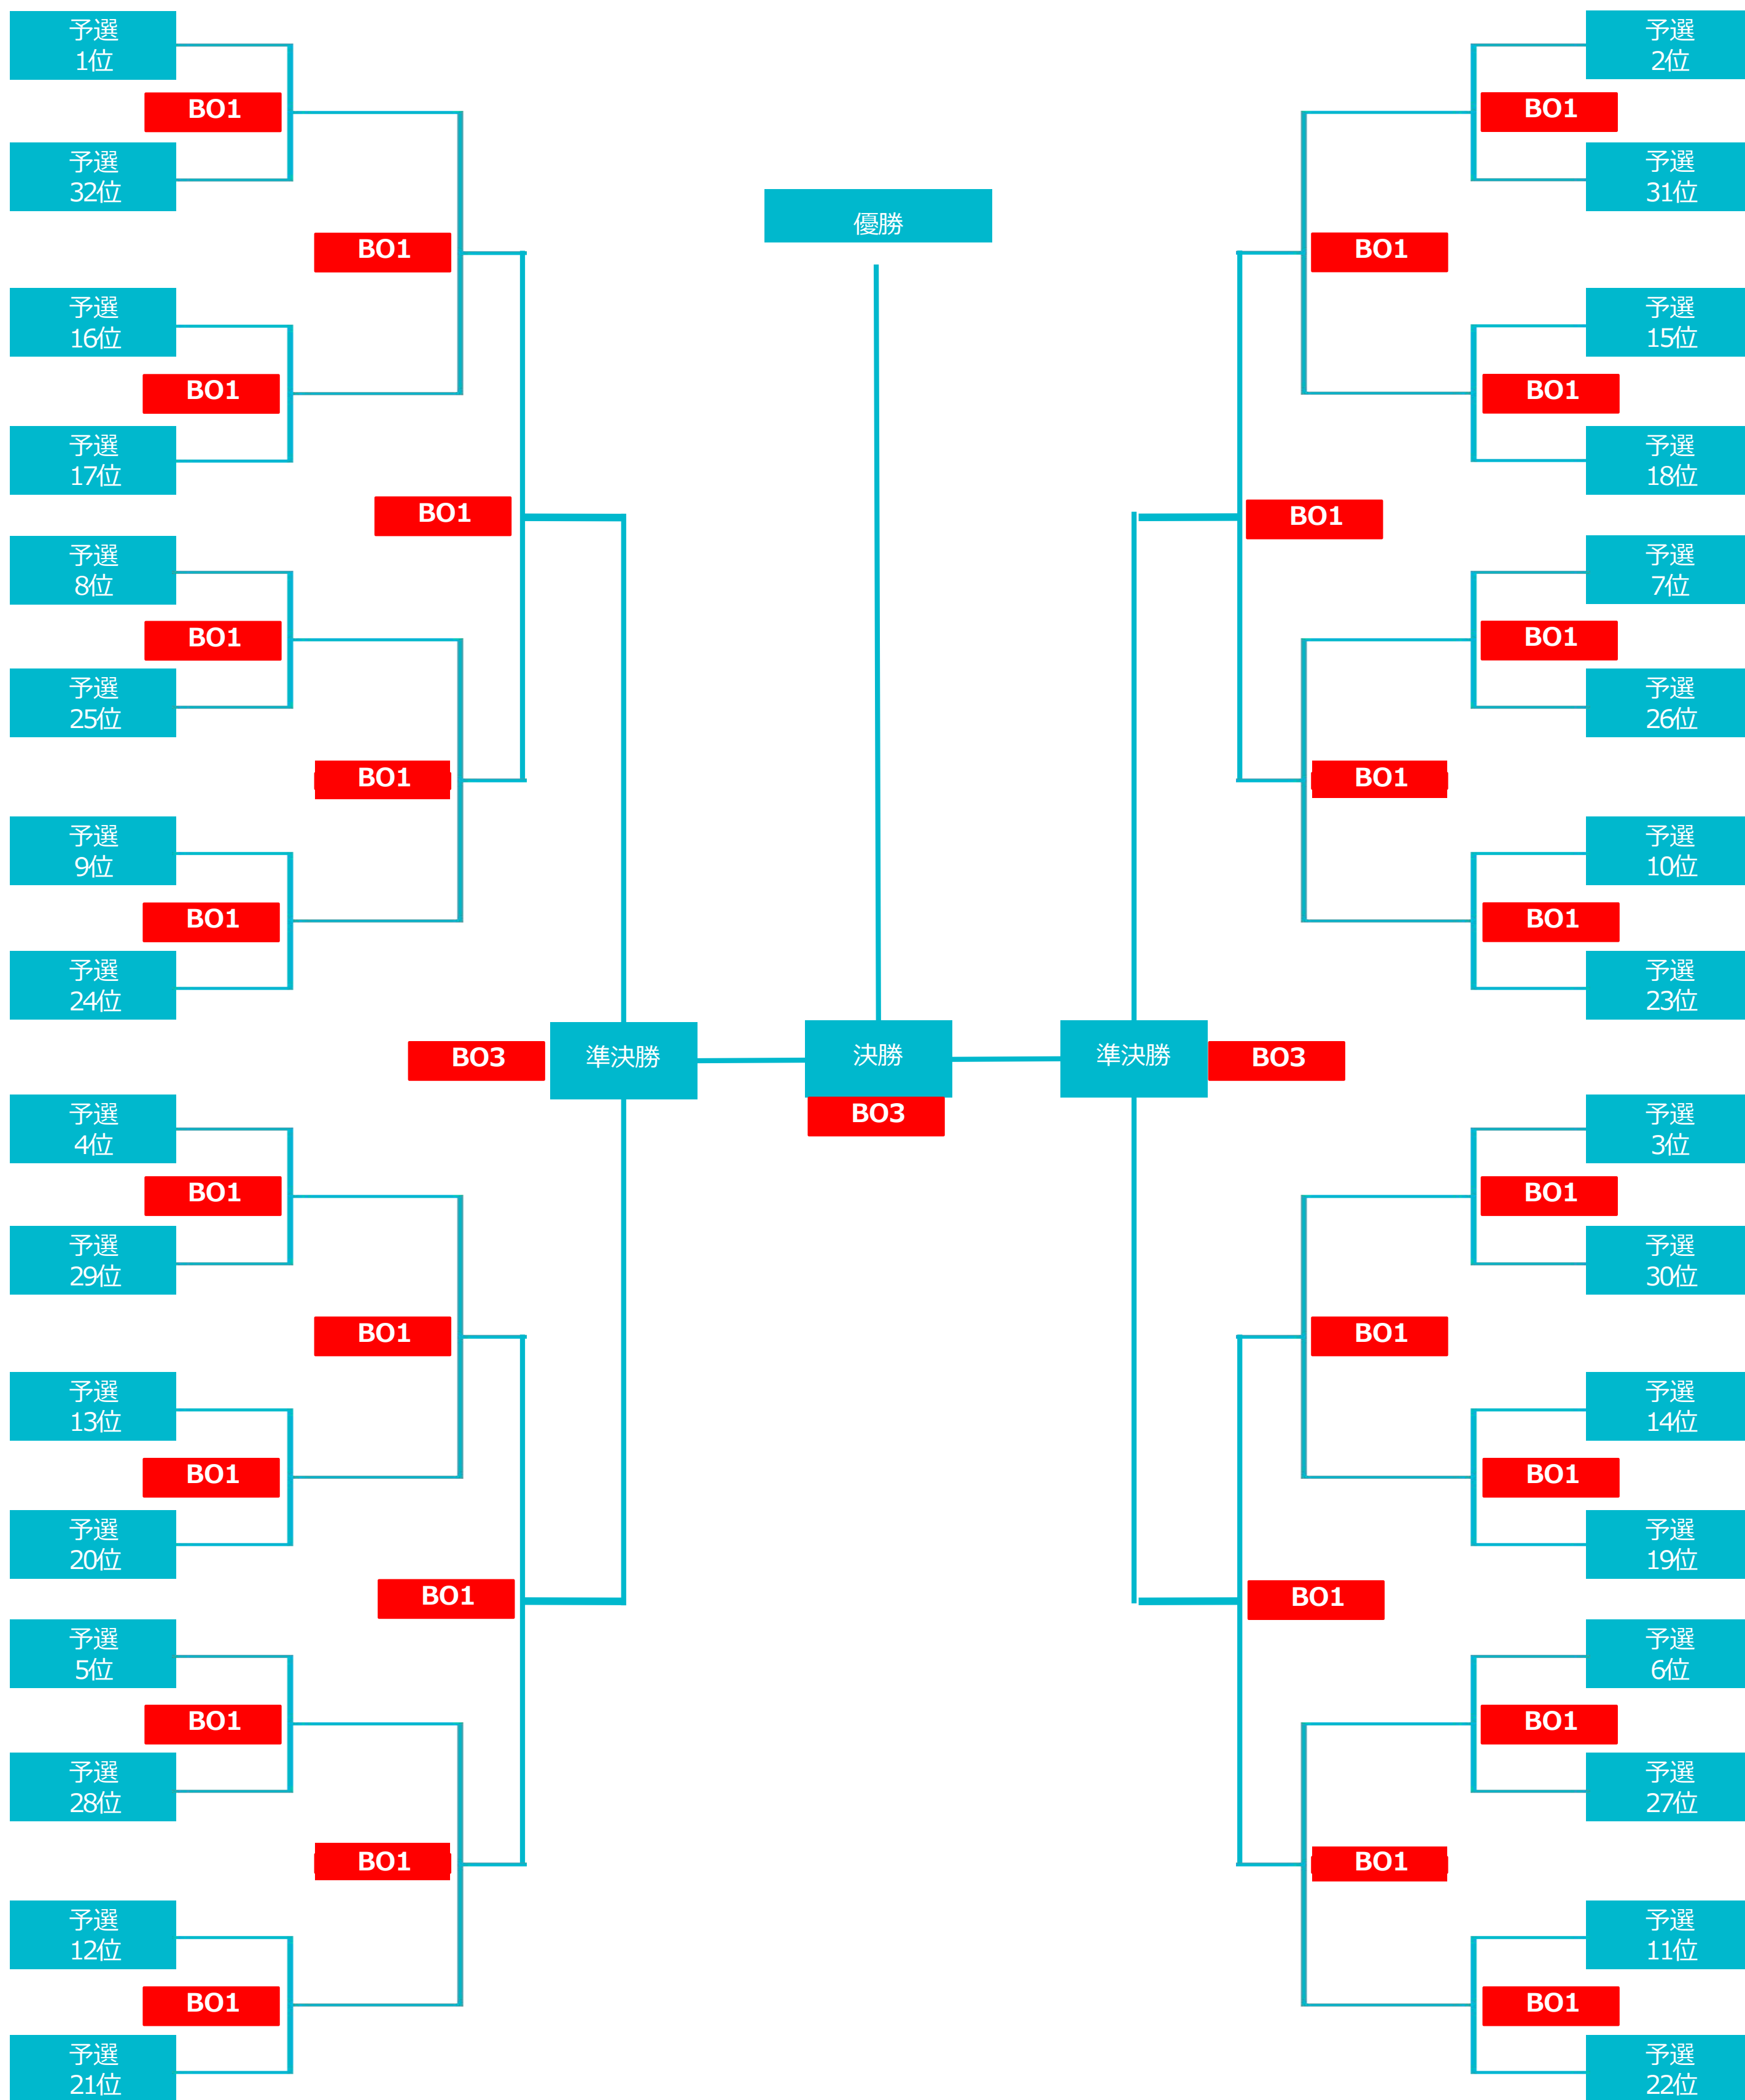 予選
1位
BO1
予選
32位
BO1
予選
16位
BO1
予選
17位
BO1
予選
8位
BO1
予選
25位
BO1
予選
9位
BO1
予選
24位
BO3
準決勝
予選
4位
BO1
予選
29位
BO1
予選
13位
BO1
予選
20位
BO1
予選
5位
BO1
予選
28位
BO1
予選
12位
BO1
予選
21位
優勝
決勝
BO3
予選
2位
BO1
予選
31位
BO1
予選
15位
BO1
予選
18位
BO1
予選
7位
BO1
予選
26位
BO1
予選
10位
BO1
予選
23位
準決勝
BO3
予選
3位
BO1
予選
30位
BO1
予選
14位
BO1
予選
19位
BO1
予選
6位
BO1
予選
27位
BO1
予選
11位
BO1
予選
22位